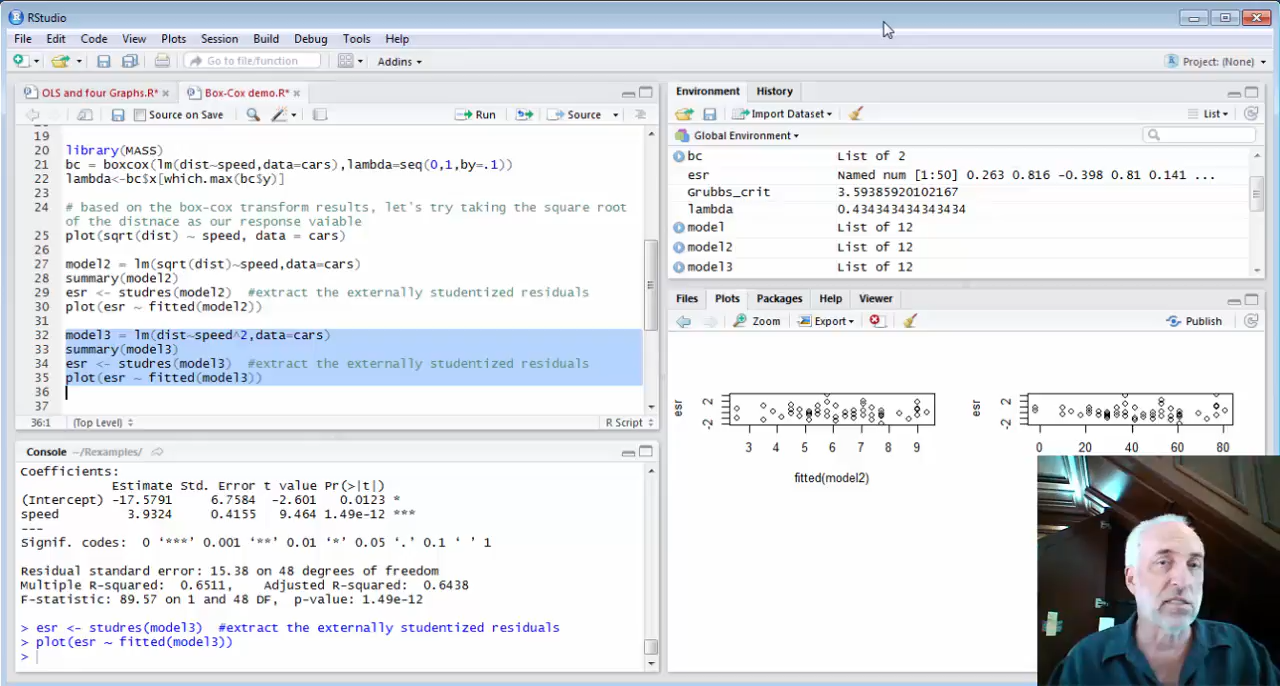 RStudio
File Edit Code View Plots Session Build Debug Tools Help
Go to file/function Addins Project: (None)
OLS and four Graphs.R* × Box-Cox demo.R* ×
Source on Save Run Source
18
19
20 library(MASS)
21 bc = boxcox(lm(dist~speed,data=cars),lambda=seq(0,1,by=.1))
22 lambda<-bc$x[which.max(bc$y)]
23
24 # based on the box-cox transform results, let's try taking the square root
of the distnace as our response vaiable
25 plot(sqrt(dist) ~ speed, data = cars)
26
27 model2 = lm(sqrt(dist)~speed,data=cars)
28 summary(model2)
29 esr <- studres(model2) #extract the externally studentized residuals
30 plot(esr ~ fitted(model2))
31
32 model3 = lm(dist~speed^2,data=cars)
33 summary(model3)
34 esr <- studres(model3) #extract the externally studentized residuals
35 plot(esr ~ fitted(model3))
36
37
36:1 (Top Level) R Script
Console ~/Rexamples/
Coefficients:
Estimate Std. Error t value Pr(>|t|)
(Intercept) -17.5791 6.7584 -2.601 0.0123 *
speed 3.9324 0.4155 9.464 1.49e-12 ***
---
Signif. codes: 0 ‘***’ 0.001 ‘**’ 0.01 ‘*’ 0.05 ‘.’ 0.1 ‘ ’ 1
Residual standard error: 15.38 on 48 degrees of freedom
Multiple R-squared: 0.6511, Adjusted R-squared: 0.6438
F-statistic: 89.57 on 1 and 48 DF, p-value: 1.49e-12
> esr <- studres(model3) #extract the externally studentized residuals
> plot(esr ~ fitted(model3))
>
Environment History
Import Dataset List
Global Environment
bc List of 2
esr Named num [1:50] 0.263 0.816 -0.398 0.81 0.141 ...
Grubbs_crit 3.59385920102167
lambda 0.434343434343434
model List of 12
model2 List of 12
model3 List of 12
Files Plots Packages Help Viewer
Zoom Export Publish
esr -2 2
3 4 5 6 7 8 9
fitted(model2)
esr -2 2
0 20 40 60 80